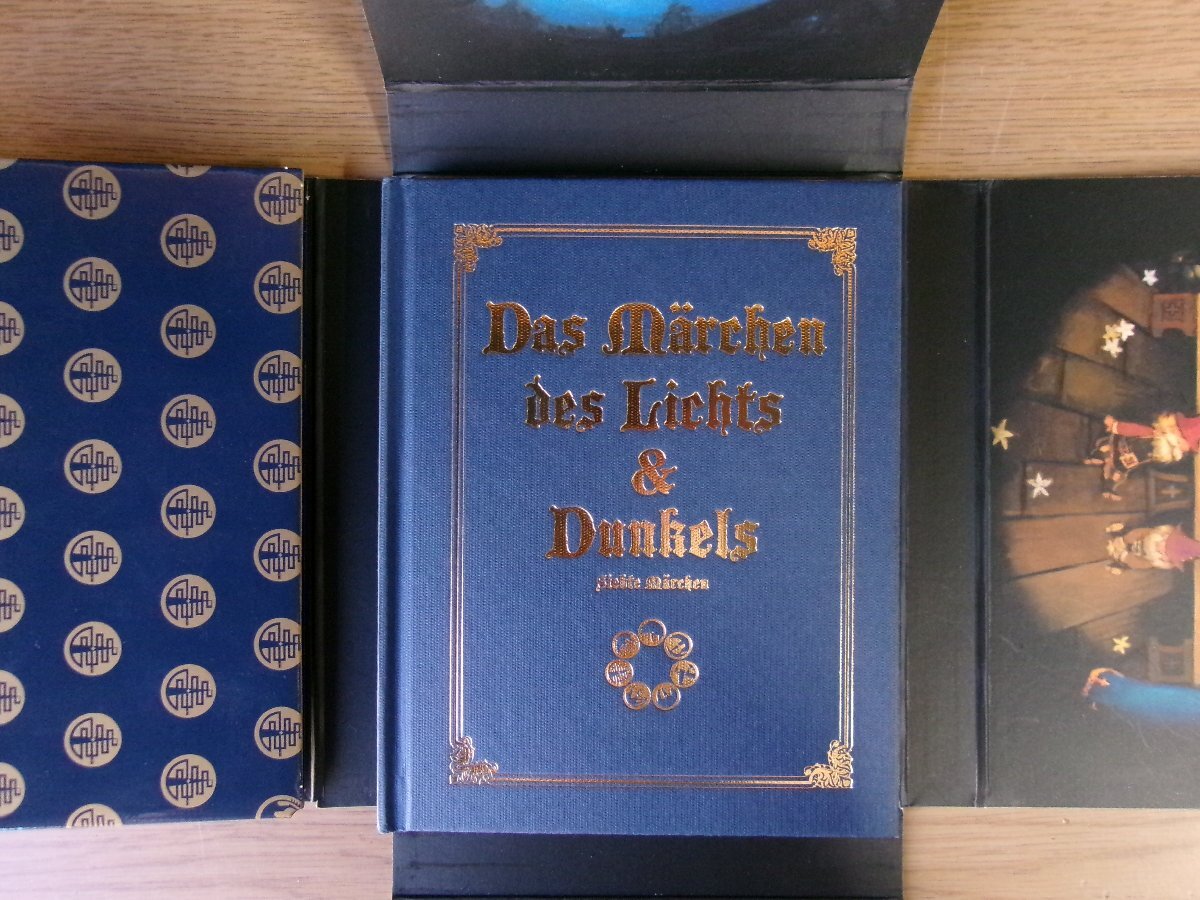 Das Märchen
des Lichts
&
Dunkels
Siebte Märchen